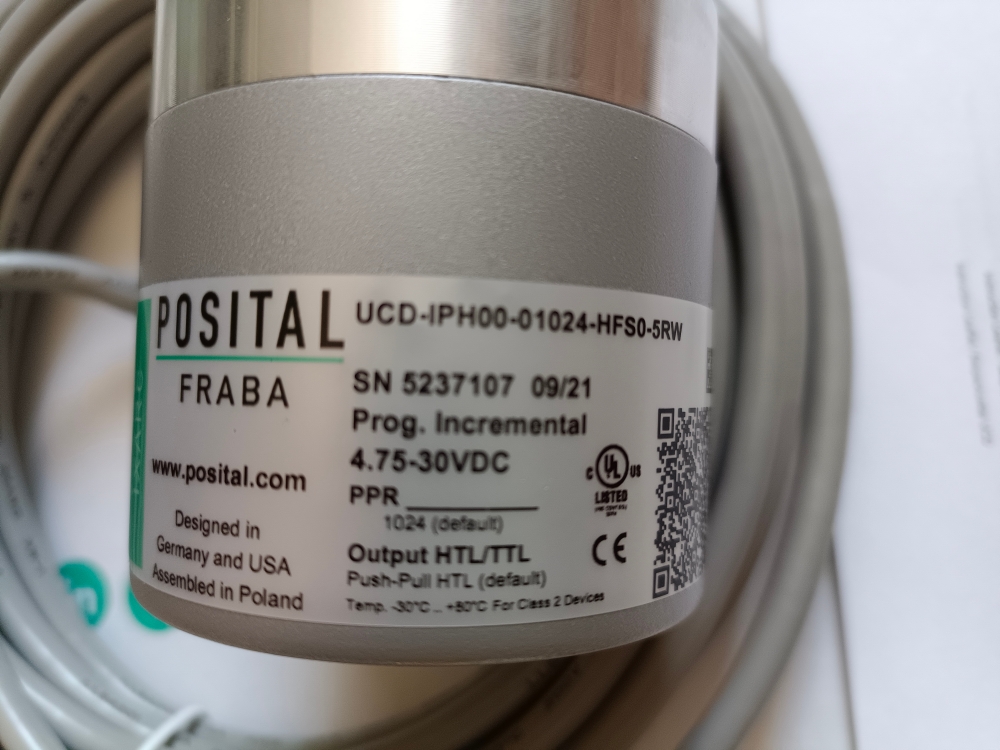 POSITAL
FRABA
www.posital.com
Designed in
Germany and USA
Assembled in Poland
UCD-IPH00-01024-HFS0-5RW
SN 5237107 09/21
Prog. Incremental
4.75-30VDC
PPR
1024 (default)
Output HTL/TTL
Push-Pull HTL (default)
Temp. -30°C .. +80°C For Class 2 Devices
C UL US
LISTED
CE